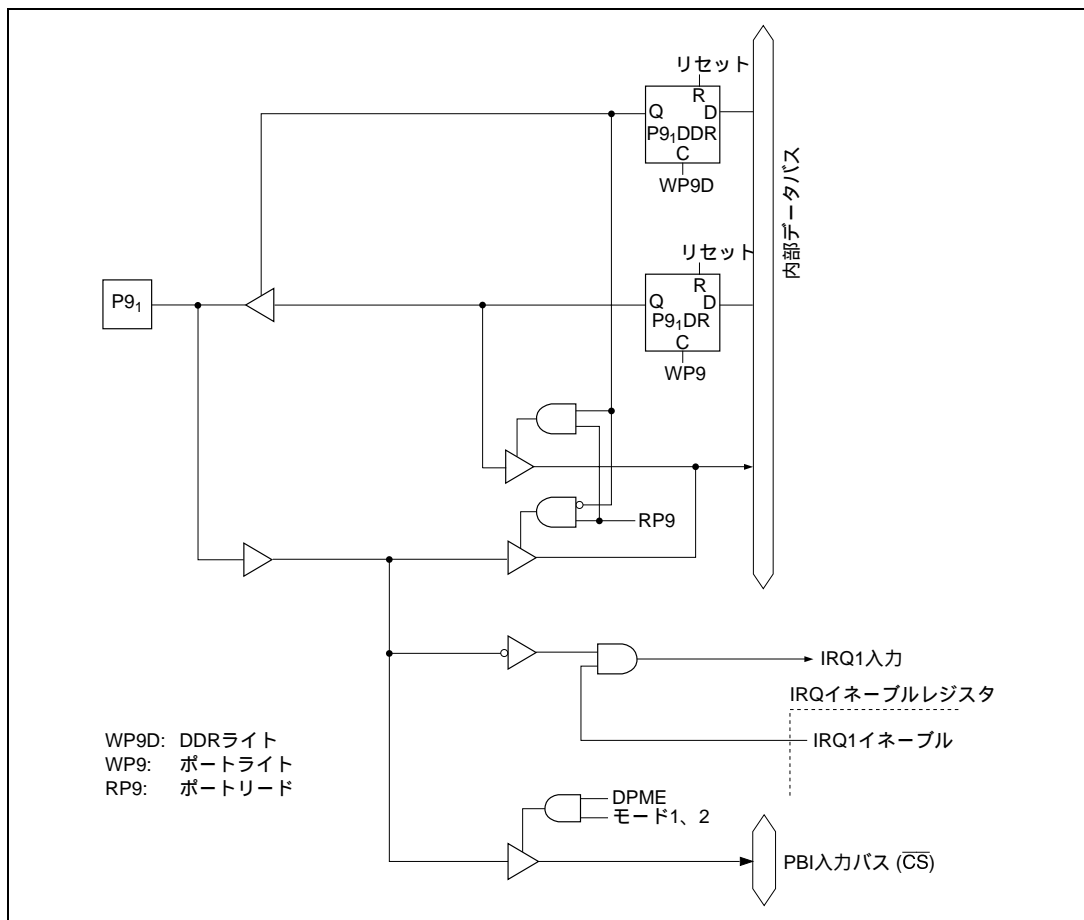 リセット
R
Q D
P9₁DDR
C
WP9D
内部データバス
リセット
R
Q D
P9₁DR
C
WP9
P9₁
RP9
IRQ1入力
IRQイネーブルレジスタ
IRQ1イネーブル
WP9D: DDRライト
WP9: ポートライト
RP9: ポートリード
DPME
モード1、2
PBI入力バス (C̅S̅)